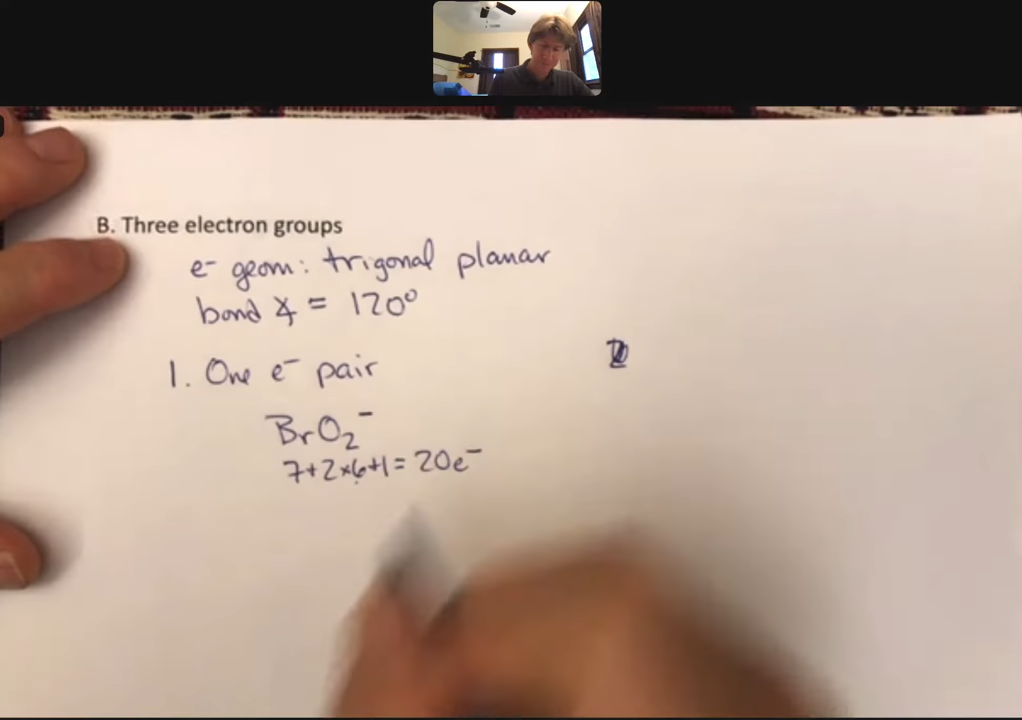 B. Three electron groups
e⁻ geom: trigonal planar
bond ∡ = 120°
1. One e⁻ pair
BrO₂⁻
7+2×6+1= 20e⁻